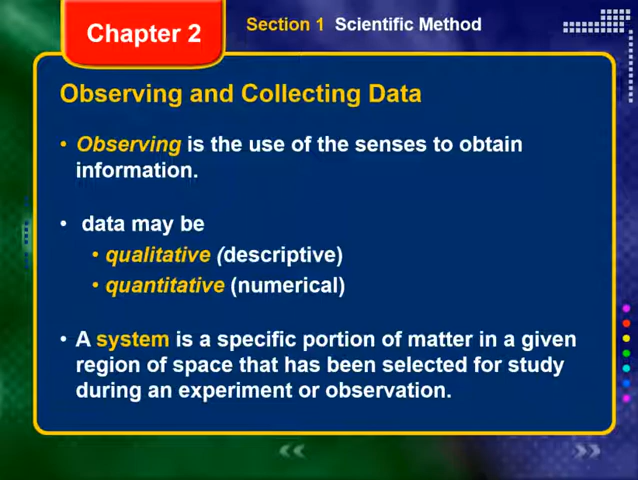 Chapter 2
Section 1 Scientific Method
Observing and Collecting Data
• Observing is the use of the senses to obtain
information.
• data may be
• qualitative (descriptive)
• quantitative (numerical)
• A system is a specific portion of matter in a given
region of space that has been selected for study
during an experiment or observation.